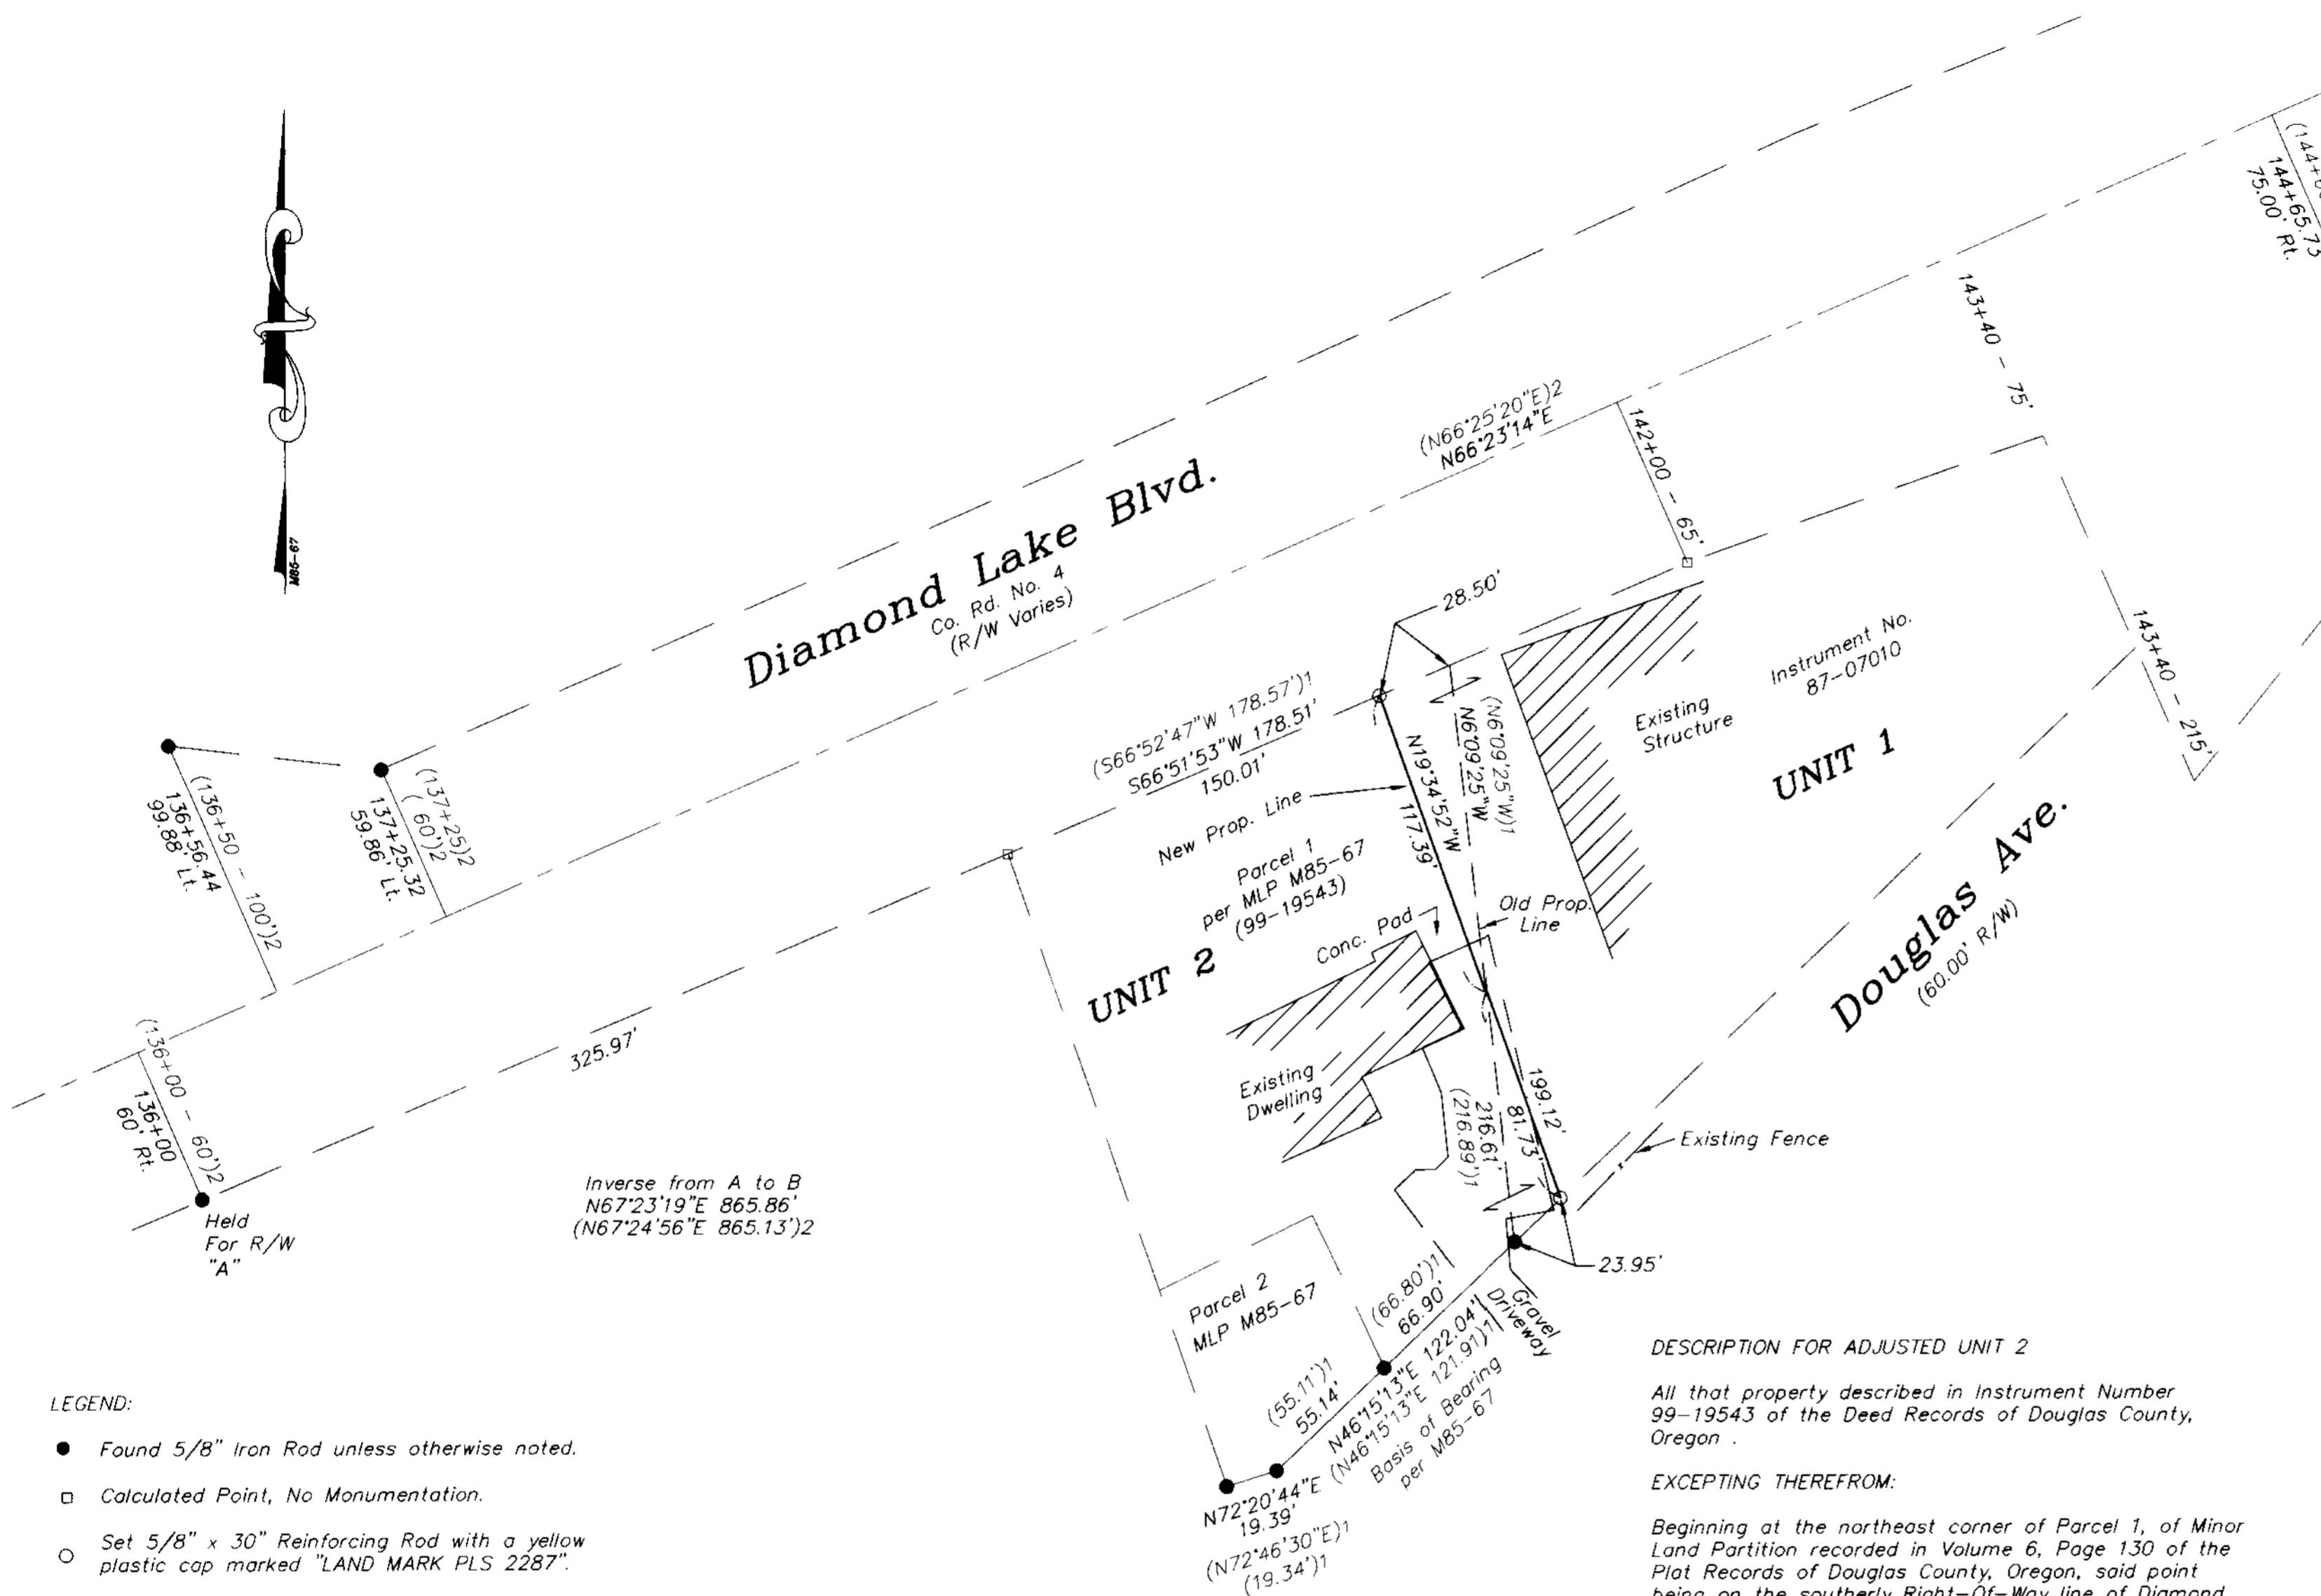 M85-67
Diamond Lake Blvd.
Co. Rd. No. 4
(R/W Varies)
(N66°25'20"E)2
N66°23'14"E
144+65.73
75.00' Rt.
143+40 - 75'
142+00 - 65'
28.50'
(136+50 - 100')2
136+56.44
99.88' Lt.
(137+25)2
( 60')2
137+25.32
59.86' Lt.
(S66°52'47"W 178.57')1
S66°51'53"W 178.51'
150.01'
New Prop. Line
N19°34'52"W
117.39'
(N6°09'25"W)1
N6°09'25"W
Existing
Structure
Instrument No.
87-07010
UNIT 1
143+40 - 215'
Douglas Ave.
(60.00' R/W)
Parcel 1
per MLP M85-67
(99-19543)
UNIT 2
Conc. Pad
Old Prop.
Line
(136+00 - 60')2
136+00
60' Rt.
325.97'
Existing
Dwelling
199.12'
81.73'
216.61'
(216.89')1
Existing Fence
Held
For R/W
"A"
Inverse from A to B
N67°23'19"E 865.86'
(N67°24'56"E 865.13')2
23.95'
Parcel 2
MLP M85-67
(66.80')1
66.90'
Gravel
Driveway
(55.11')1
55.14'
N46°15'13"E 122.04'
(N46°15'13"E 121.91')1
Basis of Bearing
per M85-67
N72°20'44"E
19.39'
(N72°46'30"E)1
(19.34')1
LEGEND:
Found 5/8" Iron Rod unless otherwise noted.
Calculated Point, No Monumentation.
Set 5/8" x 30" Reinforcing Rod with a yellow
plastic cap marked "LAND MARK PLS 2287".
DESCRIPTION FOR ADJUSTED UNIT 2
All that property described in Instrument Number
99-19543 of the Deed Records of Douglas County,
Oregon .
EXCEPTING THEREFROM:
Beginning at the northeast corner of Parcel 1, of Minor
Land Partition recorded in Volume 6, Page 130 of the
Plat Records of Douglas County, Oregon, said point
being on the southerly Right-Of-Way line of Diamond